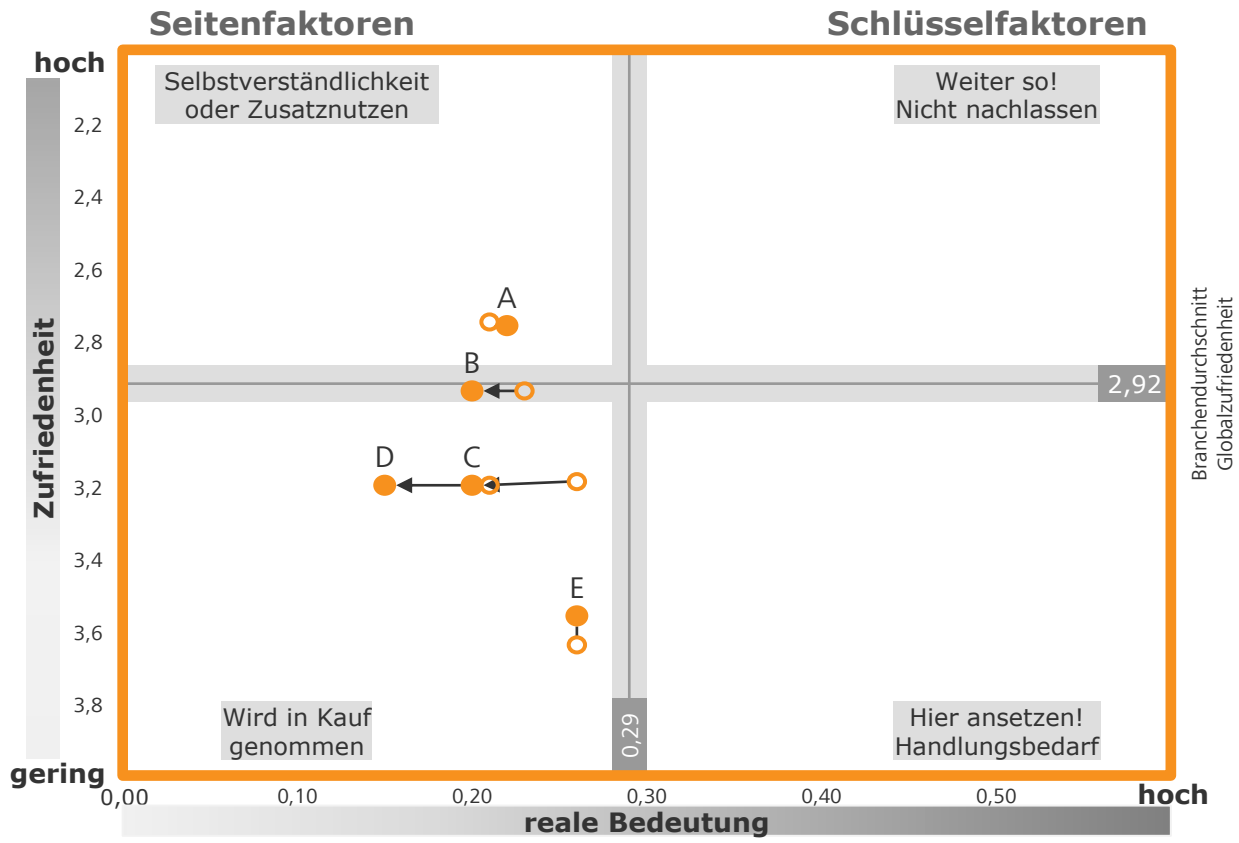 Seitenfaktoren
Schlüsselfaktoren
hoch
Selbstverständlichkeit
oder Zusatznutzen
Weiter so!
Nicht nachlassen
2,2
2,4
2,6
2,8
3,0
3,2
3,4
3,6
3,8
Zufriedenheit
A
B
2,92
Branchendurchschnitt
Globalzufriedenheit
D
C
E
Wird in Kauf
genommen
0,29
Hier ansetzen!
Handlungsbedarf
gering
0,00
0,10
0,20
0,30
0,40
0,50
hoch
reale Bedeutung